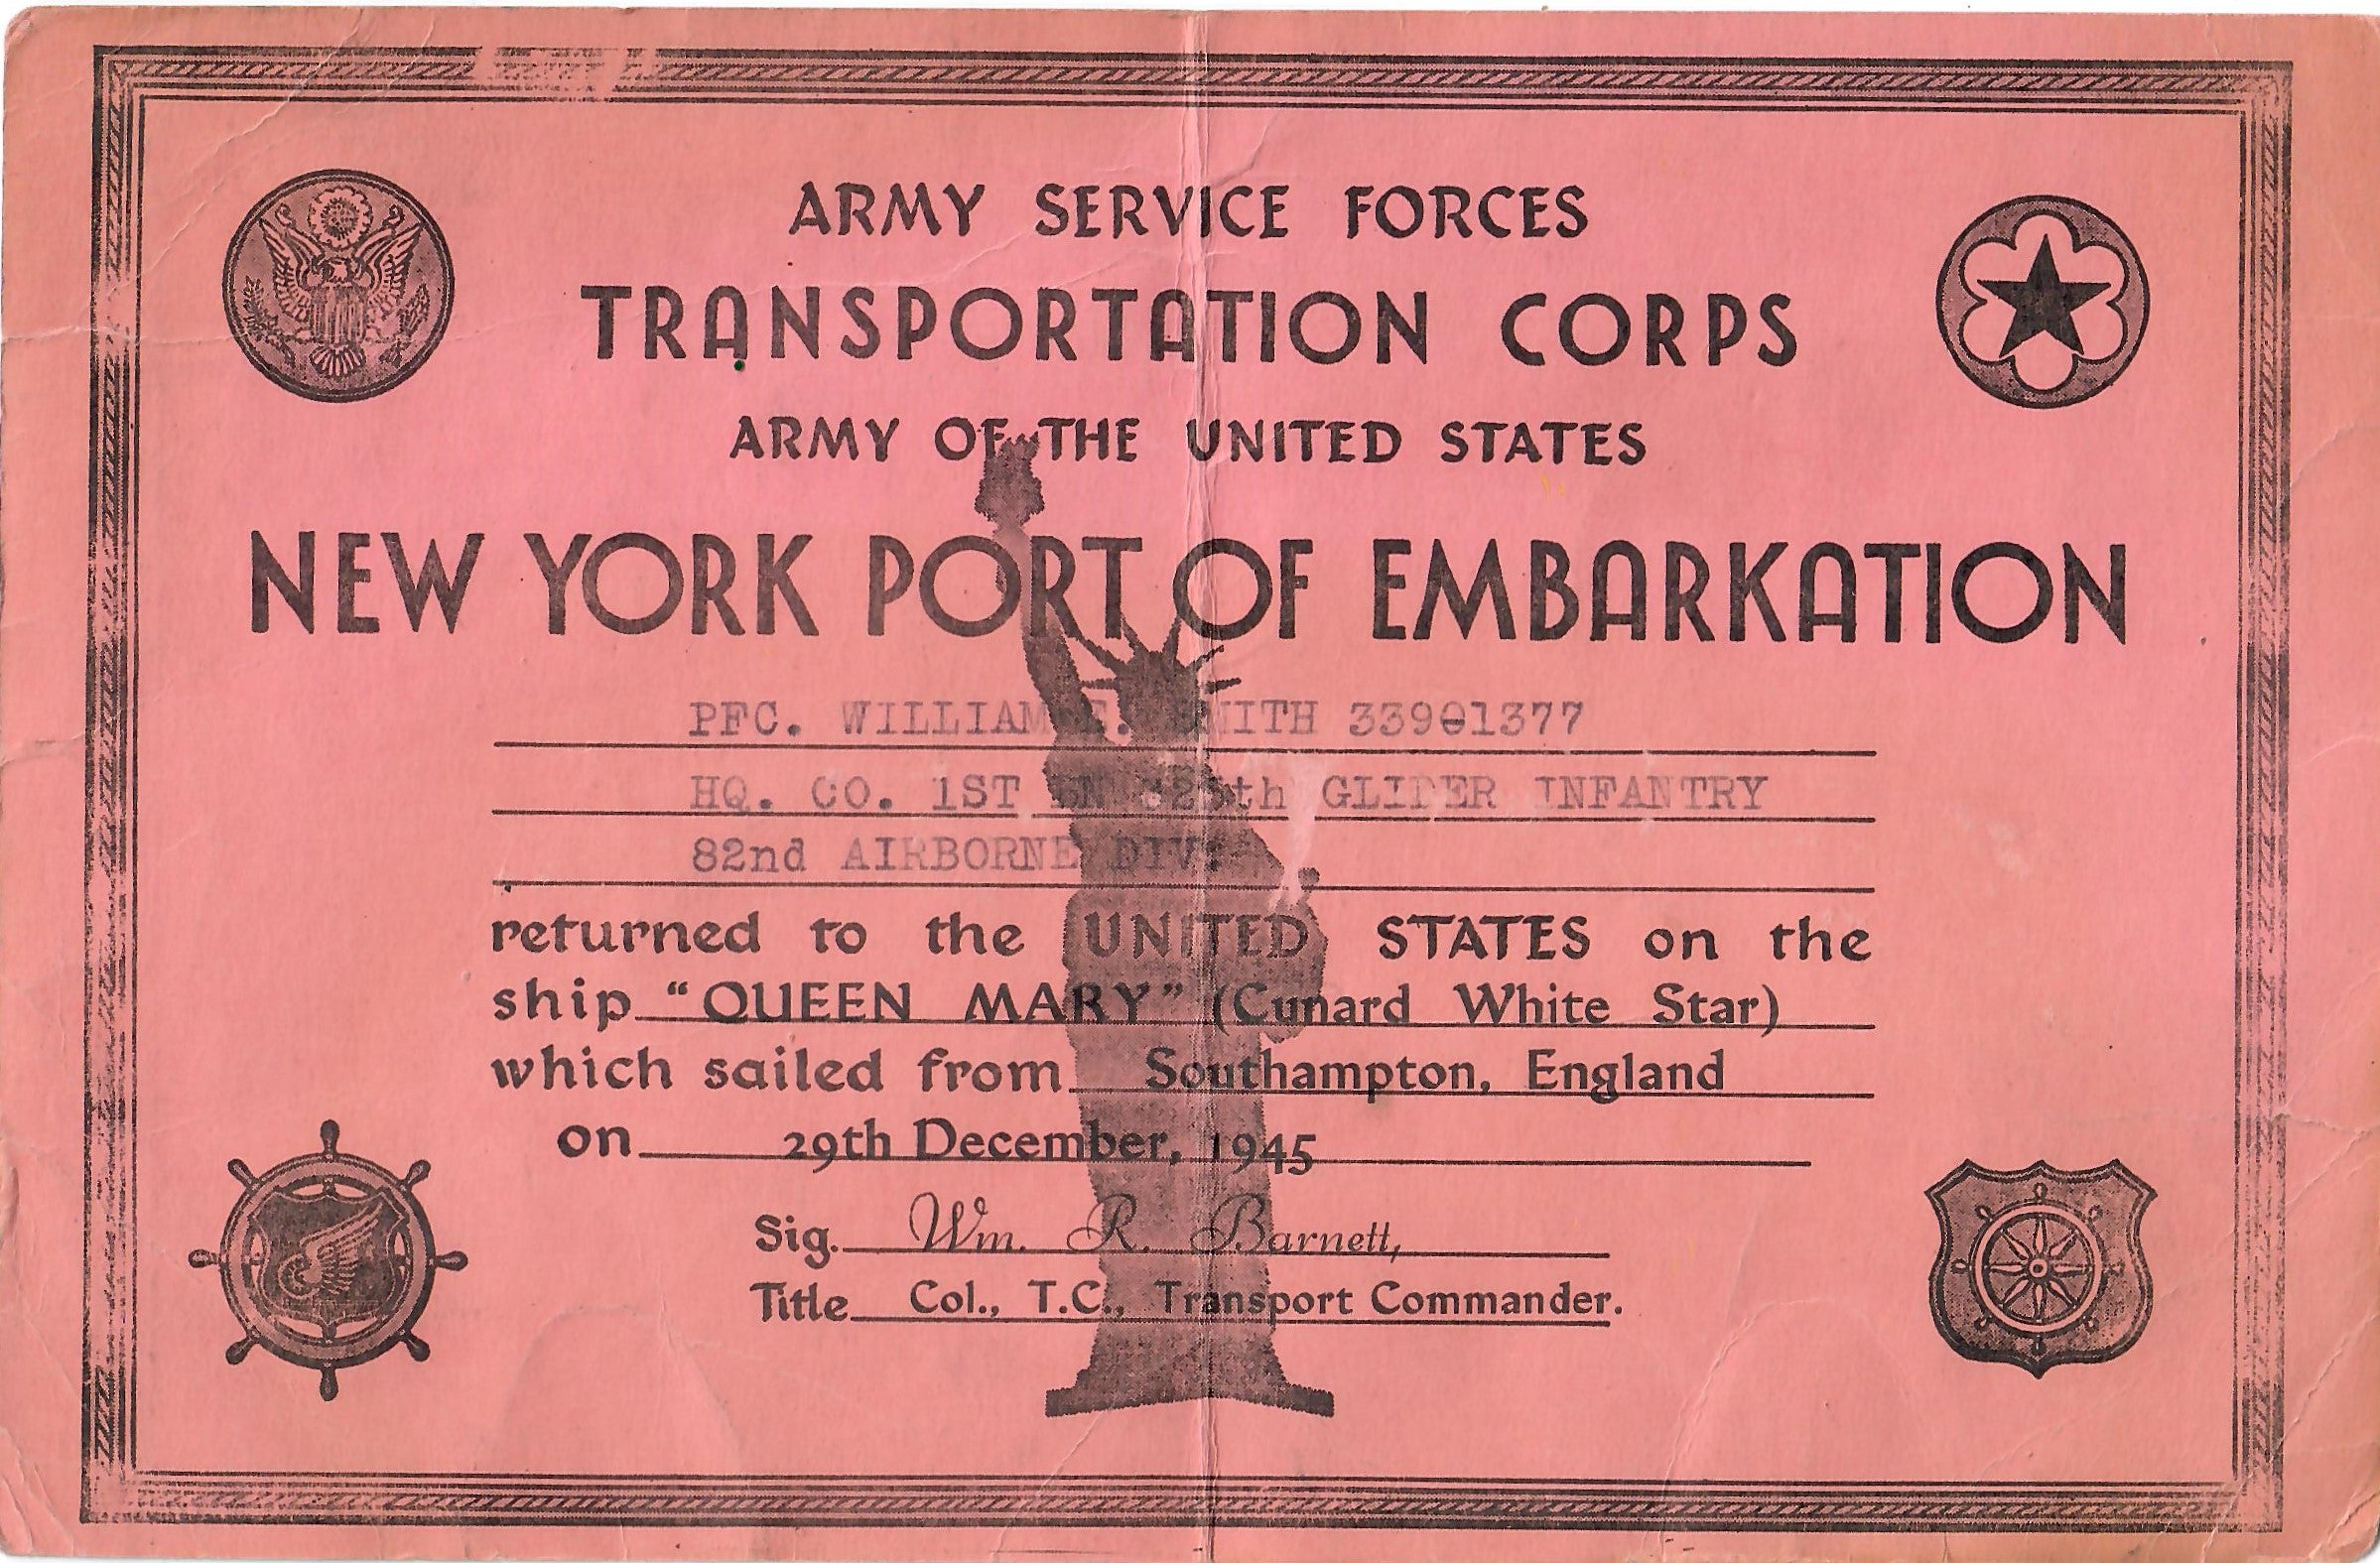 ARMY SERVICE FORCES
TRANSPORTATION CORPS
ARMY OF THE UNITED STATES
NEW YORK PORT OF EMBARKATION
PFC. WILLIAM F. SMITH 33901377
HQ. CO. 1ST BN 325th GLIDER INFANTRY
82nd AIRBORNE DIV.
returned to the UNITED STATES on the
ship "QUEEN MARY" (Cunard White Star)
which sailed from Southampton, England
on 29th December, 1945
Sig. Wm. R. Barnett,
Title Col., T.C., Transport Commander.